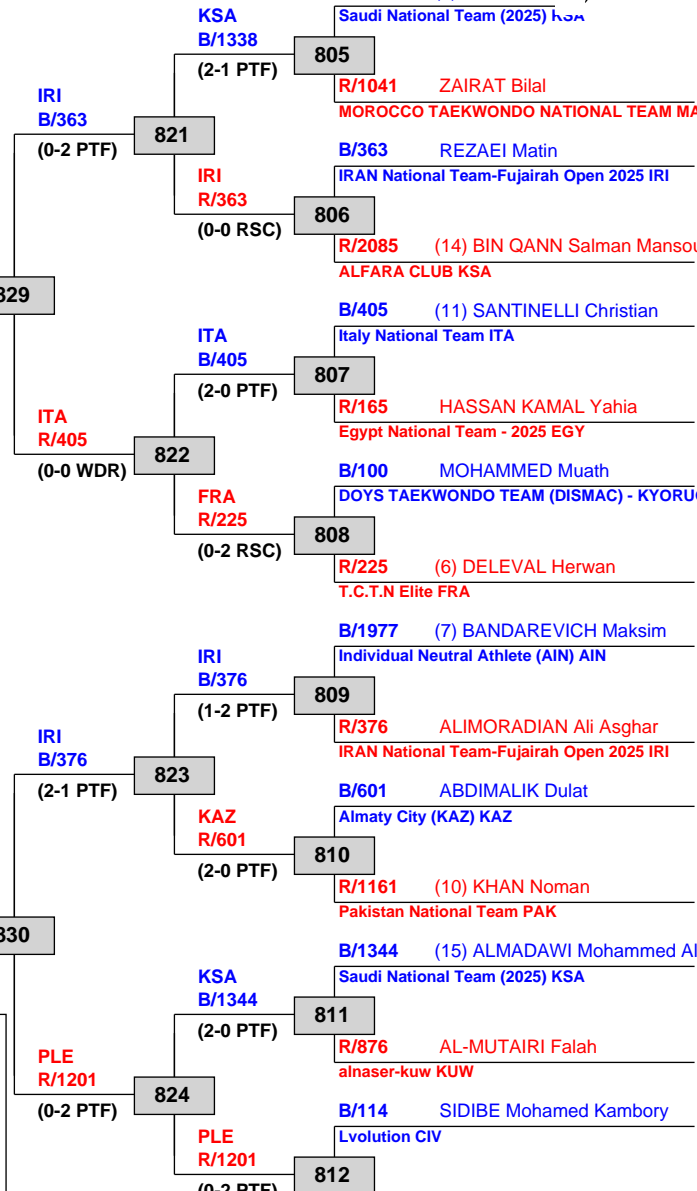 KSA
B/1338
(2-1 PTF)
Saudi National Team (2025) KSA
805
R/1041 ZAIRAT Bilal
MOROCCO TAEKWONDO NATIONAL TEAM MA
IRI
B/363
(0-2 PTF)
821
B/363 REZAEI Matin
IRAN National Team-Fujairah Open 2025 IRI
IRI
R/363
(0-0 RSC)
806
R/2085 (14) BIN QANN Salman Mansou
ALFARA CLUB KSA
829
B/405 (11) SANTINELLI Christian
Italy National Team ITA
ITA
B/405
(2-0 PTF)
807
R/165 HASSAN KAMAL Yahia
Egypt National Team - 2025 EGY
ITA
R/405
(0-0 WDR)
822
B/100 MOHAMMED Muath
DOYS TAEKWONDO TEAM (DISMAC) - KYORU
FRA
R/225
(0-2 RSC)
808
R/225 (6) DELEVAL Herwan
T.C.T.N Elite FRA
B/1977 (7) BANDAREVICH Maksim
Individual Neutral Athlete (AIN) AIN
IRI
B/376
(1-2 PTF)
809
R/376 ALIMORADIAN Ali Asghar
IRAN National Team-Fujairah Open 2025 IRI
IRI
B/376
(2-1 PTF)
823
B/601 ABDIMALIK Dulat
Almaty City (KAZ) KAZ
KAZ
R/601
(2-0 PTF)
810
R/1161 (10) KHAN Noman
Pakistan National Team PAK
830
B/1344 (15) ALMADAWI Mohammed Al
Saudi National Team (2025) KSA
KSA
B/1344
(2-0 PTF)
811
R/876 AL-MUTAIRI Falah
alnaser-kuw KUW
PLE
R/1201
(0-2 PTF)
824
B/114 SIDIBE Mohamed Kambory
Lvolution CIV
PLE
R/1201
(0-2 PTF)
812